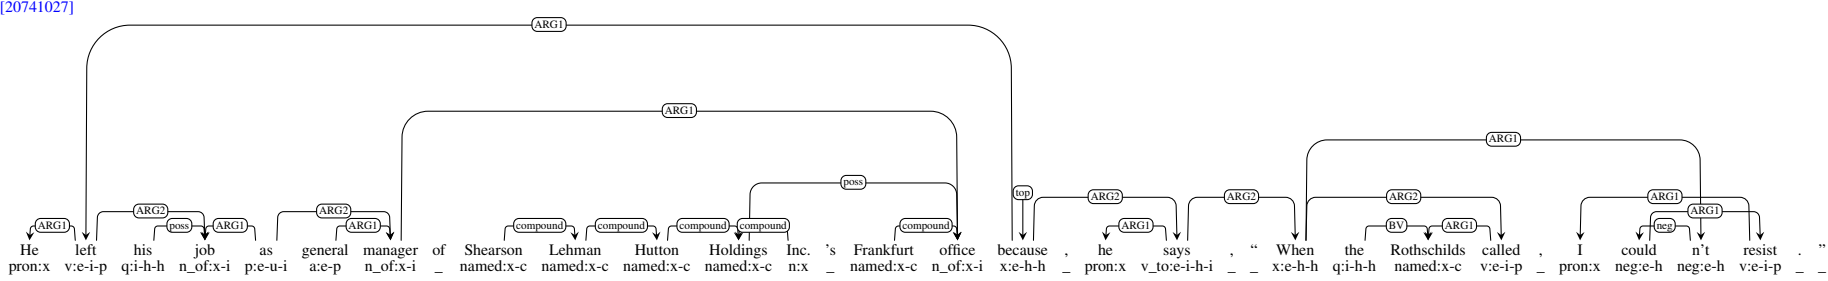 [20741027]
ARG1
ARG1
ARG1
poss
top ARG2 ARG2 ARG2 ARG1
ARG2 ARG2 ARG1
ARG1 poss ARG1 ARG1 compound compound compound compound compound ARG1 BV ARG1 neg
He left his job as general manager of Shearson Lehman Hutton Holdings Inc. 's Frankfurt office because , he says , “ When the Rothschilds called , I could n't resist . ”
pron:x v:e-i-p q:i-h-h n_of:x-i p:e-u-i a:e-p n_of:x-i _ named:x-c named:x-c named:x-c named:x-c n:x _ named:x-c n_of:x-i x:e-h-h _ pron:x v_to:e-i-h-i _ _ x:e-h-h q:i-h-h named:x-c v:e-i-p _ pron:x neg:e-h neg:e-h v:e-i-p _ _